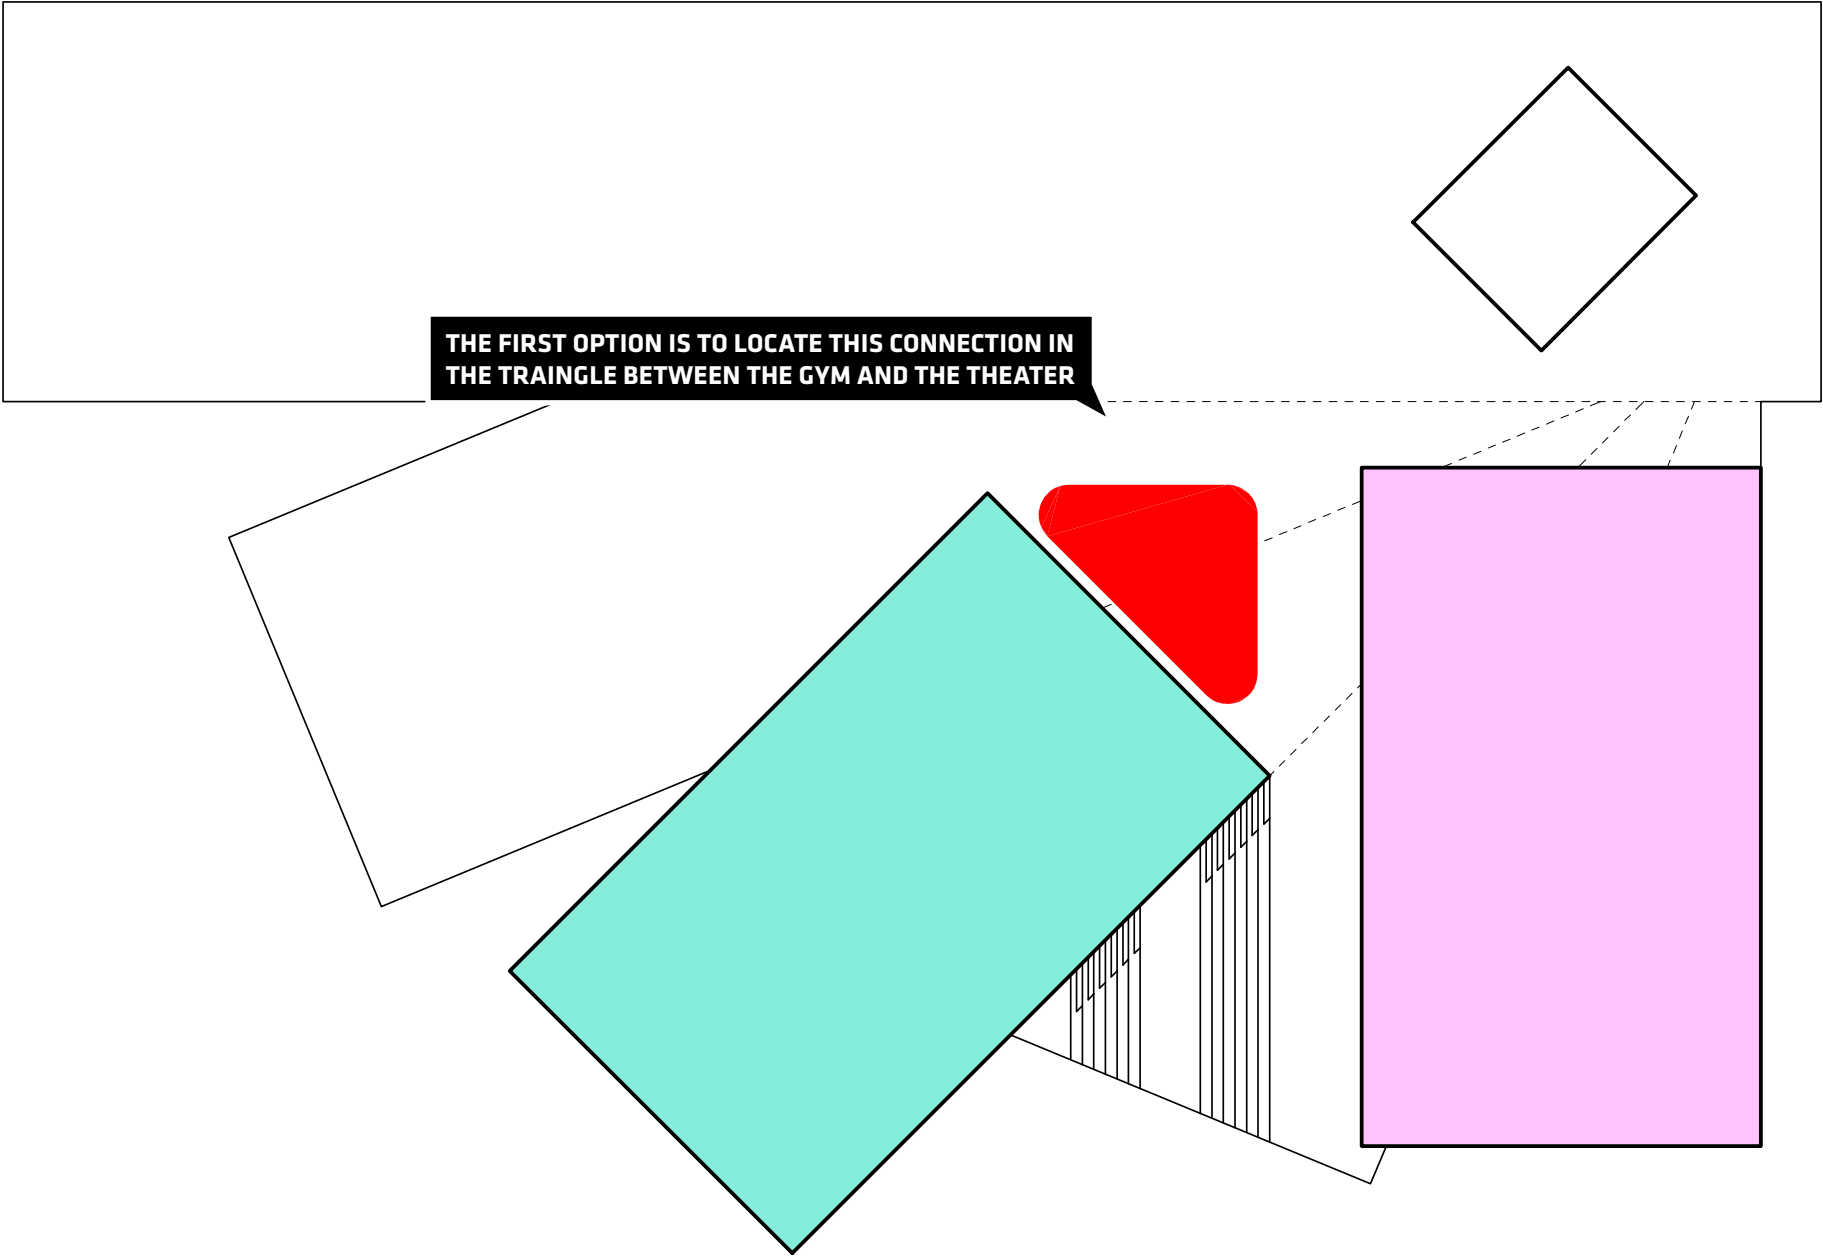 THE FIRST OPTION IS TO LOCATE THIS CONNECTION IN
THE TRAINGLE BETWEEN THE GYM AND THE THEATER